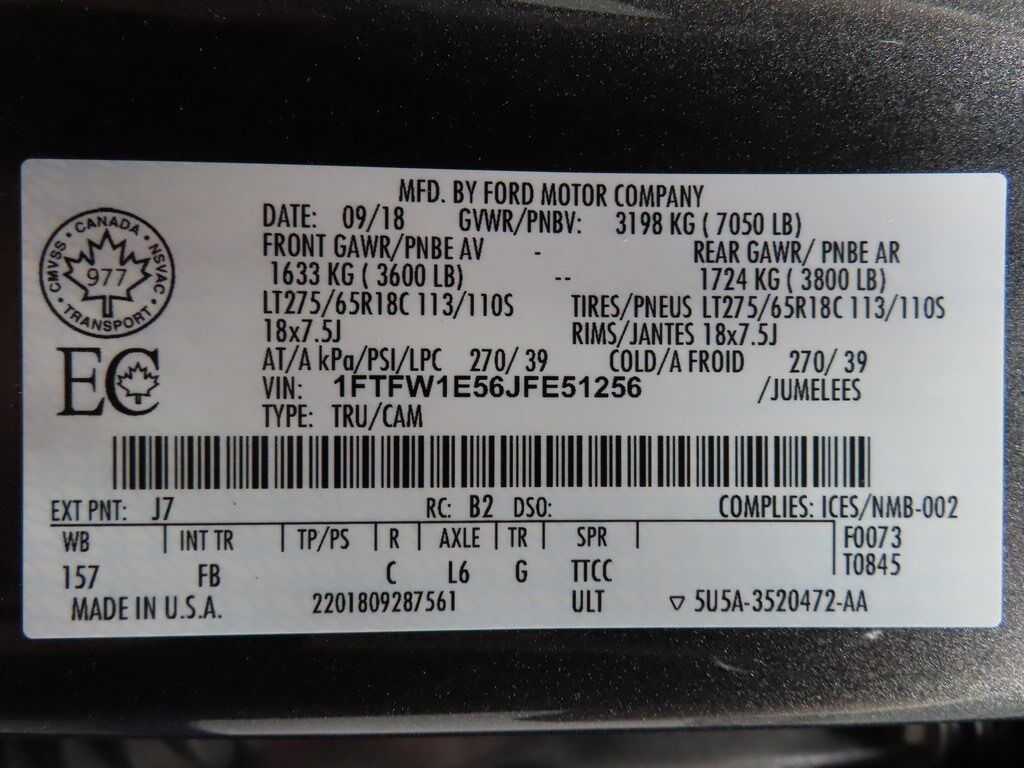 MFD. BY FORD MOTOR COMPANY
DATE: 09/18 GVWR/PNBV: 3198 KG ( 7050 LB)
FRONT GAWR/PNBE AV - REAR GAWR/ PNBE AR
1633 KG ( 3600 LB) -- 1724 KG ( 3800 LB)
LT275/65R18C 113/110S TIRES/PNEUS LT275/65R18C 113/110S
18x7.5J RIMS/JANTES 18x7.5J
AT/A kPa/PSI/LPC 270/ 39 COLD/A FROID 270/ 39
VIN: 1FTFW1E56JFE51256 /JUMELEES
TYPE: TRU/CAM
CANADA
CMVSS 977 NSVAC
TRANSPORT
EC
EXT PNT: J7 RC: B2 DSO: COMPLIES: ICES/NMB-002
WB INT TR TP/PS R AXLE TR SPR F0073
157 FB C L6 G TTCC T0845
MADE IN U.S.A. 2201809287561 ULT ▽ 5U5A-3520472-AA